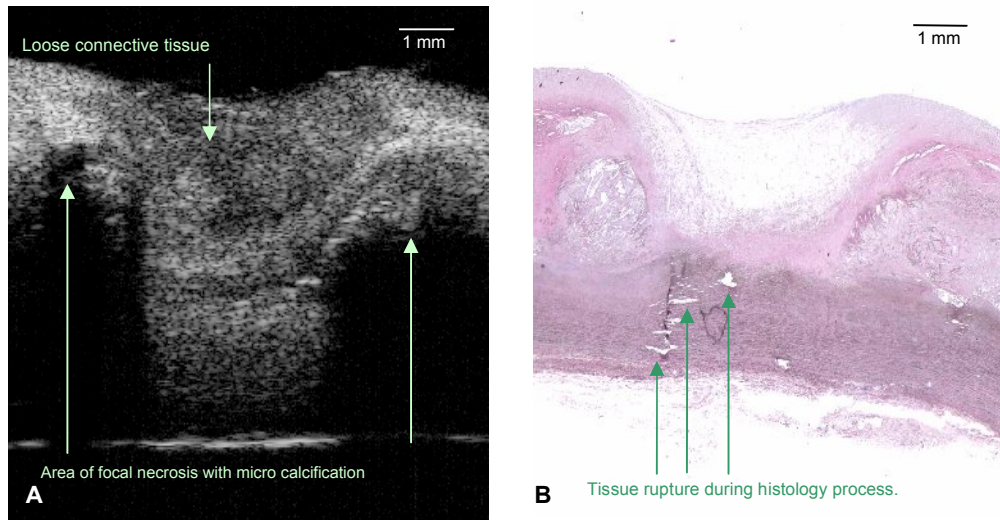 1 mm
Loose connective tissue
Area of focal necrosis with micro calcification
A
1 mm
Tissue rupture during histology process.
B